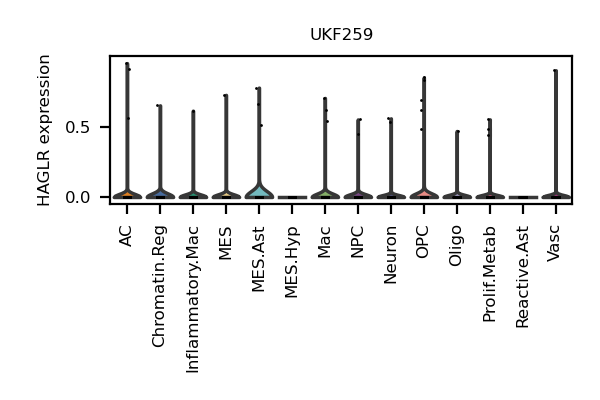 UKF259
HAGLR expression
0.5
0.0
AC
Chromatin.Reg
Inflammatory.Mac
MES
MES.Ast
MES.Hyp
Mac
NPC
Neuron
OPC
Oligo
Prolif.Metab
Reactive.Ast
Vasc